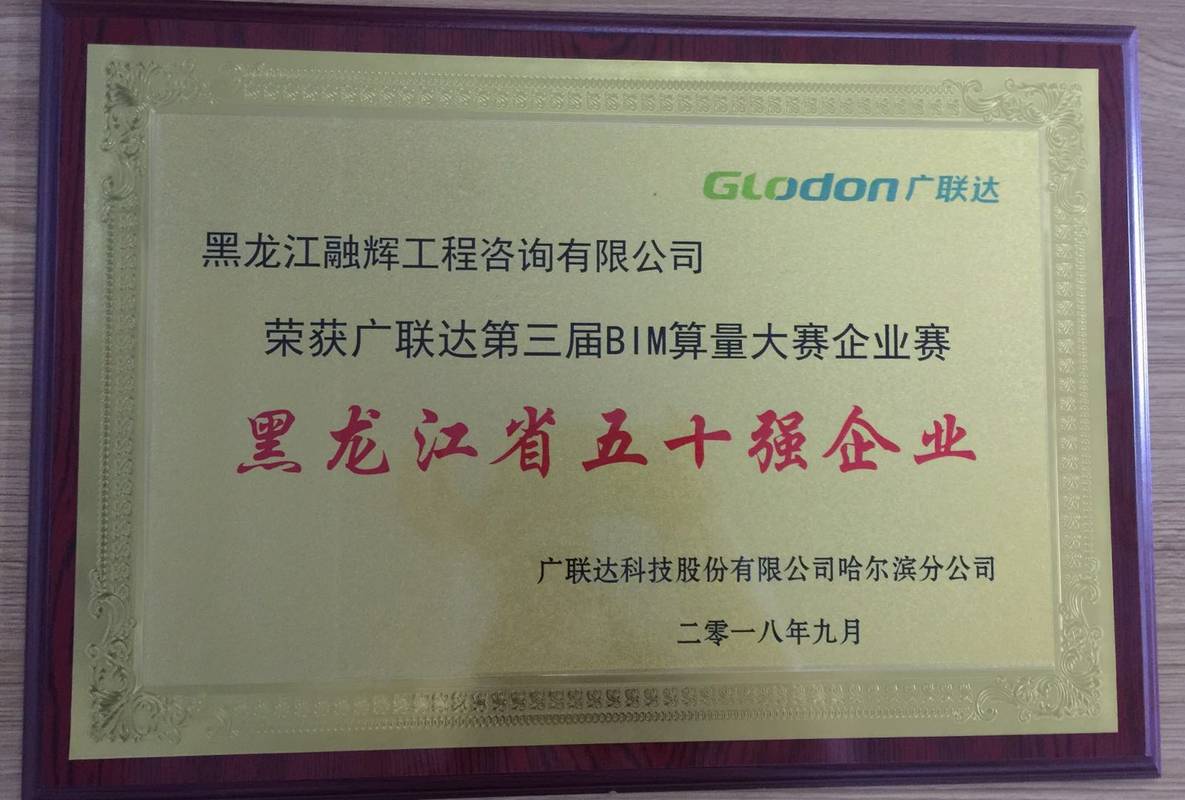 Glodon广联达
黑龙江融辉工程咨询有限公司
荣获广联达第三届BIM算量大赛企业赛
黑龙江省五十强企业
广联达科技股份有限公司哈尔滨分公司
二零一八年九月